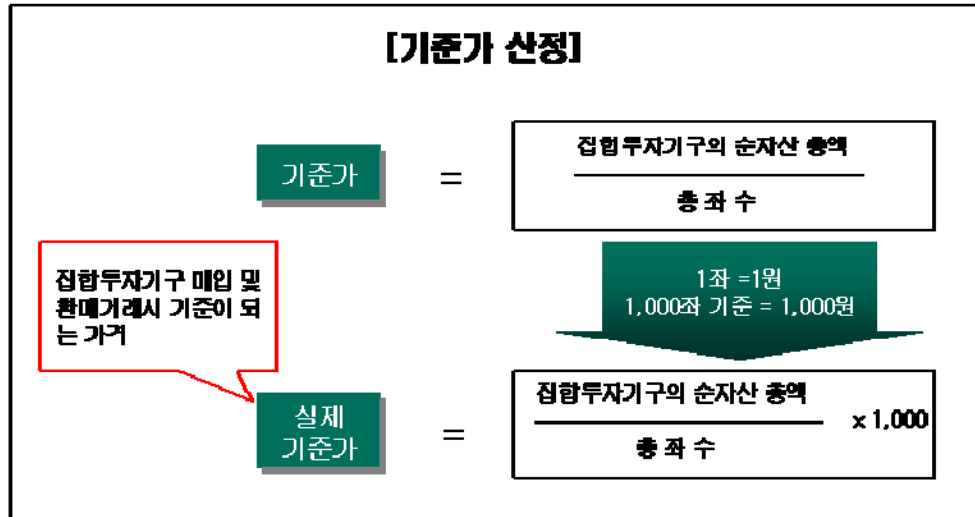 [기준가 산정]
기준가
=
집합투자기구의 순자산 총액
총 좌 수
집합투자기구 매입 및
환매거래시 기준이 되
는 가격
1좌 =1원
1,000좌 기준 = 1,000원
실제
기준가
=
집합투자기구의 순자산 총액
총 좌 수
x 1,000